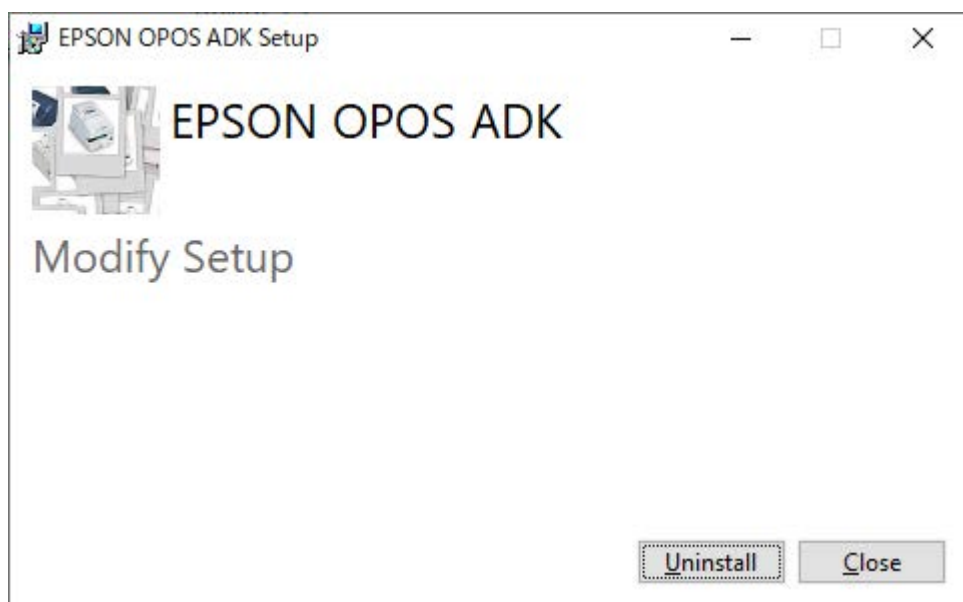 EPSON OPOS ADK Setup
EPSON OPOS ADK
Modify Setup
Uninstall
Close